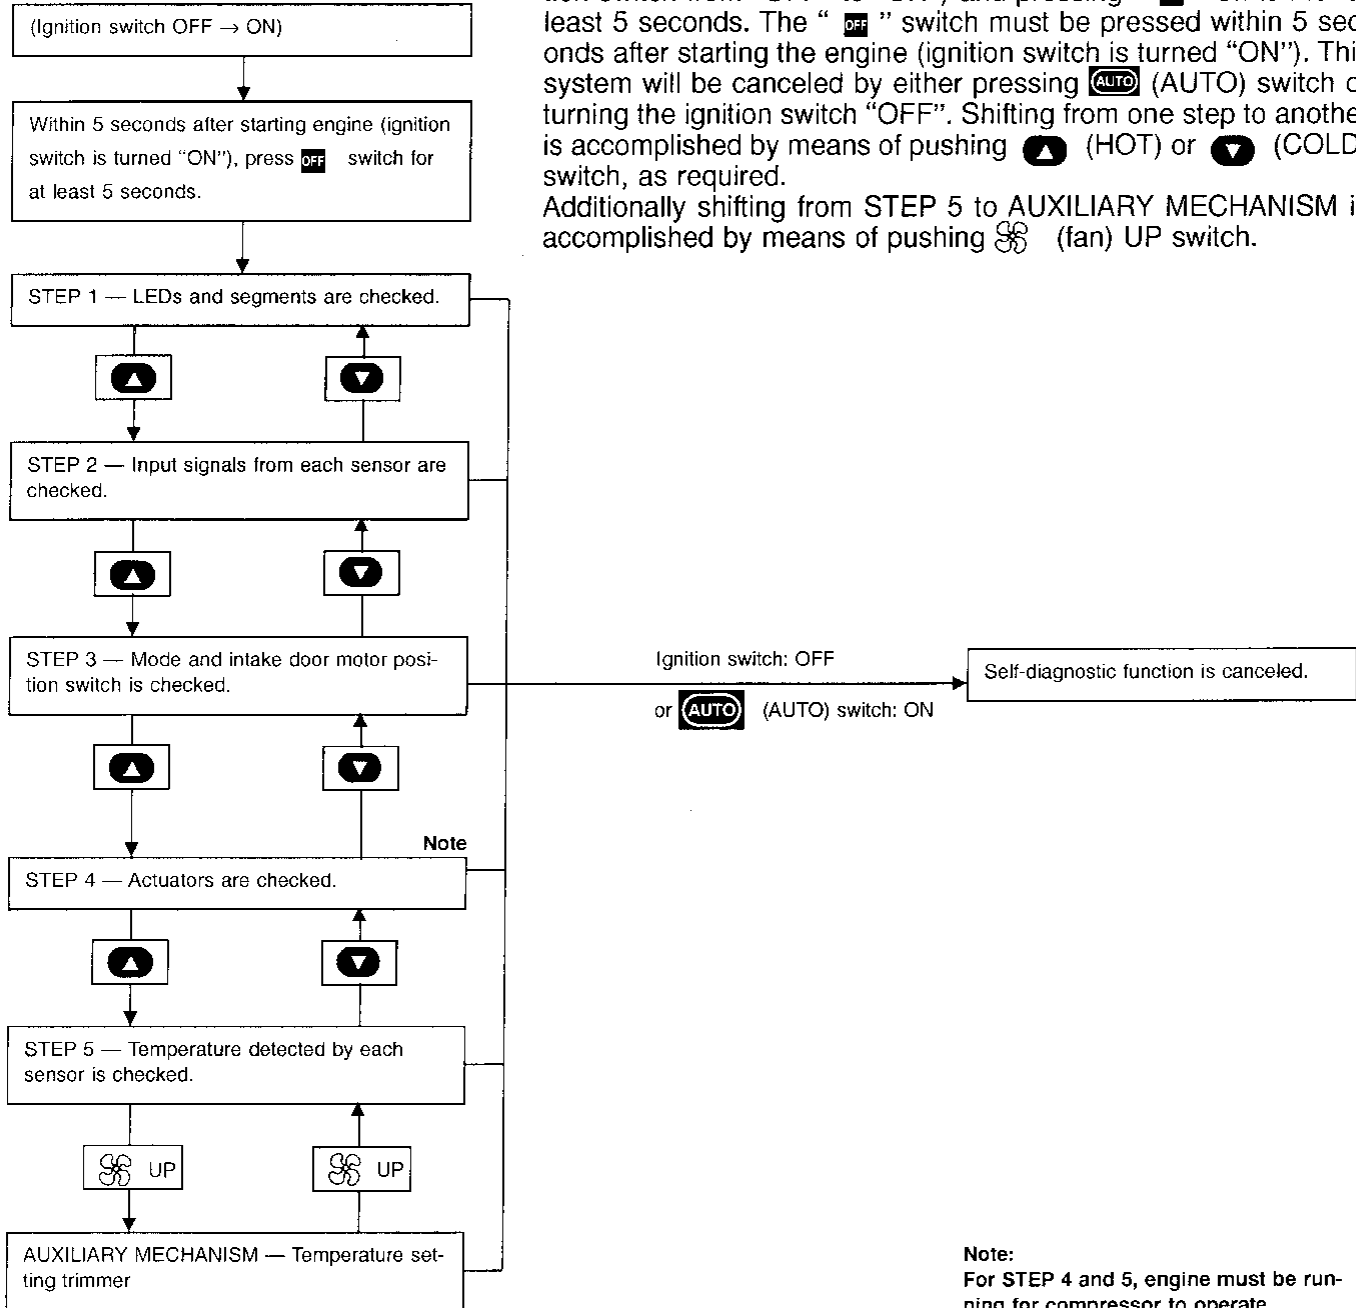 (Ignition switch OFF → ON)
Within 5 seconds after starting engine (ignition
switch is turned “ON”), press OFF switch for
at least 5 seconds.
least 5 seconds. The “ OFF ” switch must be pressed within 5 sec
onds after starting the engine (ignition switch is turned “ON”). Thi
system will be canceled by either pressing AUTO (AUTO) switch o
turning the ignition switch “OFF”. Shifting from one step to anothe
is accomplished by means of pushing ▲ (HOT) or ▼ (COLD
switch, as required.
Additionally shifting from STEP 5 to AUXILIARY MECHANISM i
accomplished by means of pushing (fan) UP switch.
STEP 1 — LEDs and segments are checked.
▲ ▼
STEP 2 — Input signals from each sensor are
checked.
▲ ▼
STEP 3 — Mode and intake door motor posi-
tion switch is checked.
Ignition switch: OFF
or AUTO (AUTO) switch: ON
Self-diagnostic function is canceled.
▲ ▼
Note
STEP 4 — Actuators are checked.
▲ ▼
STEP 5 — Temperature detected by each
sensor is checked.
UP UP
AUXILIARY MECHANISM — Temperature set-
ting trimmer
Note:
For STEP 4 and 5, engine must be run-
ning for compressor to operate